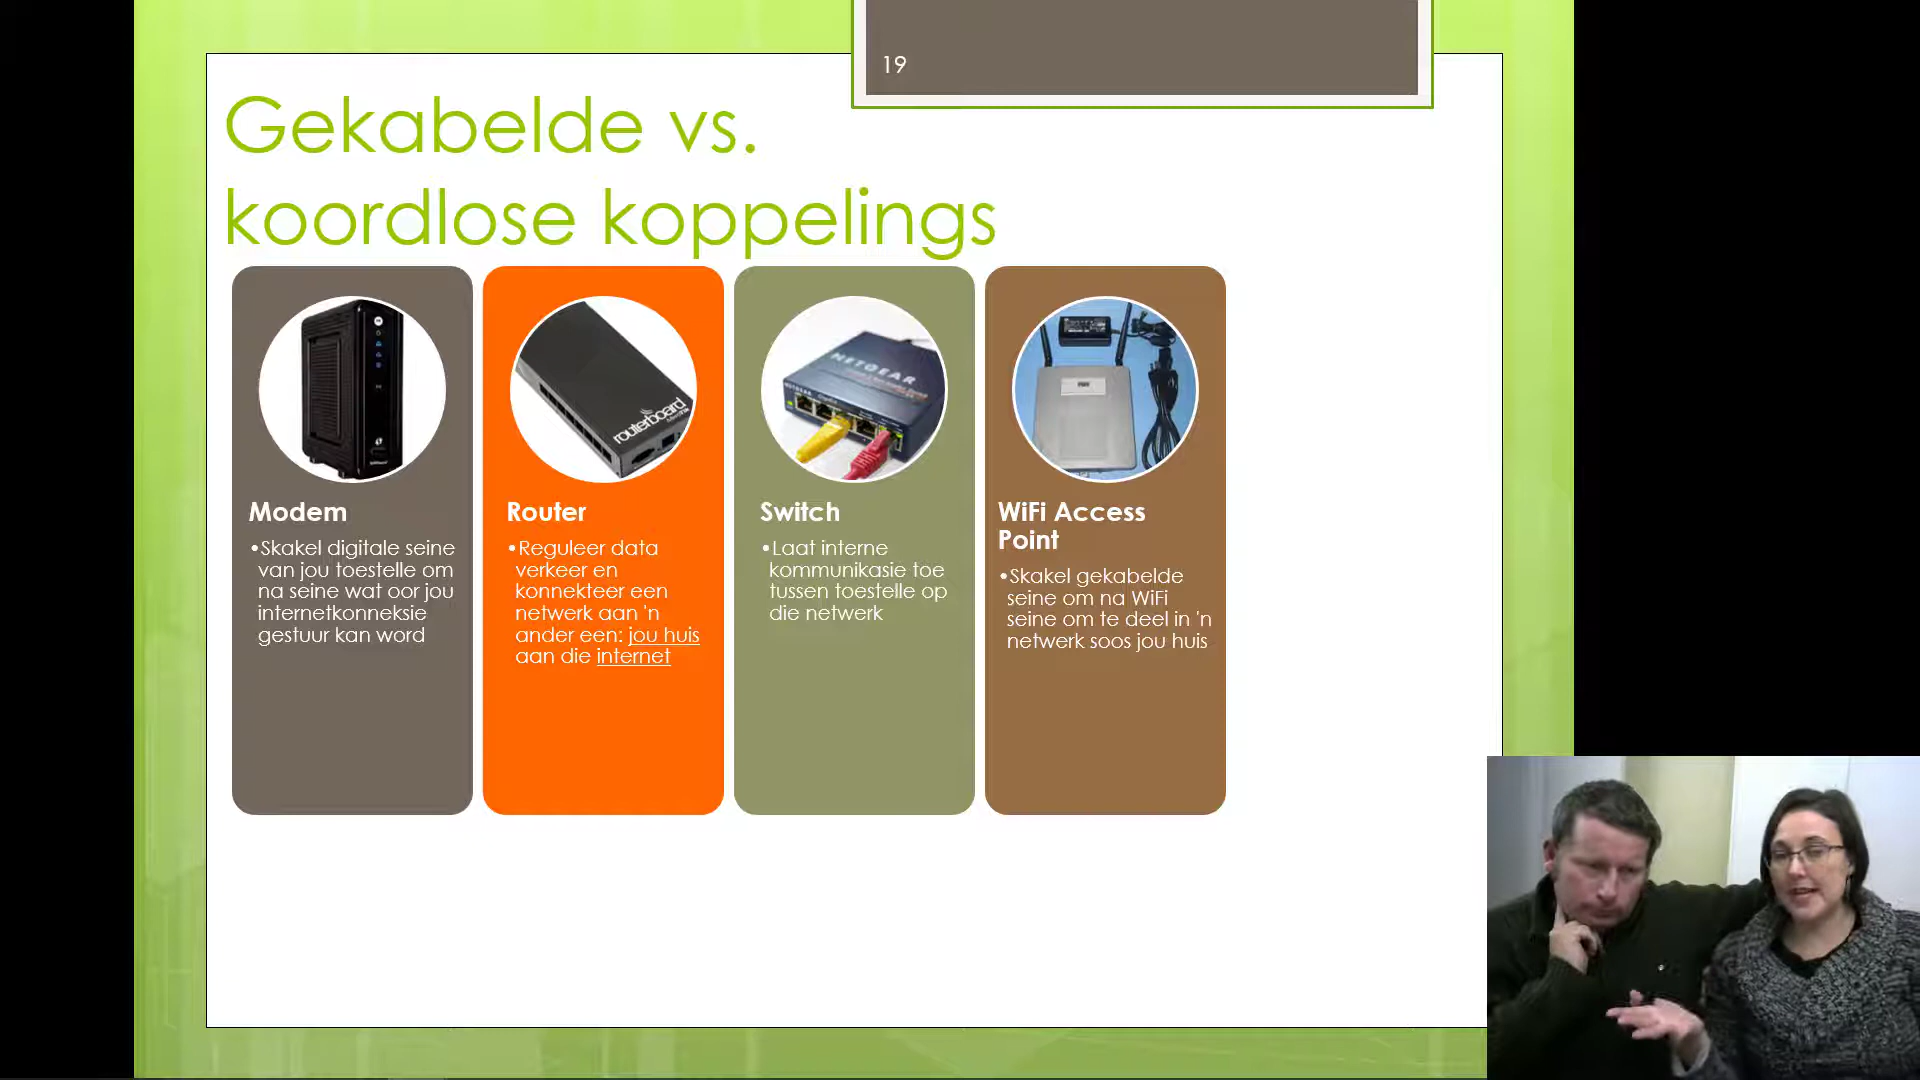 19
Gekabelde vs.
koordlose koppelings
routerboard
NETGEAR
NETGEAR
Modem
•Skakel digitale seine
van jou toestelle om
na seine wat oor jou
internetkonneksie
gestuur kan word
Router
•Reguleer data
verkeer en
konnekteer een
netwerk aan 'n
ander een: jou huis
aan die internet
Switch
•Laat interne
kommunikasie toe
tussen toestelle op
die netwerk
WiFi Access
Point
•Skakel gekabelde
seine om na WiFi
seine om te deel in 'n
netwerk soos jou huis